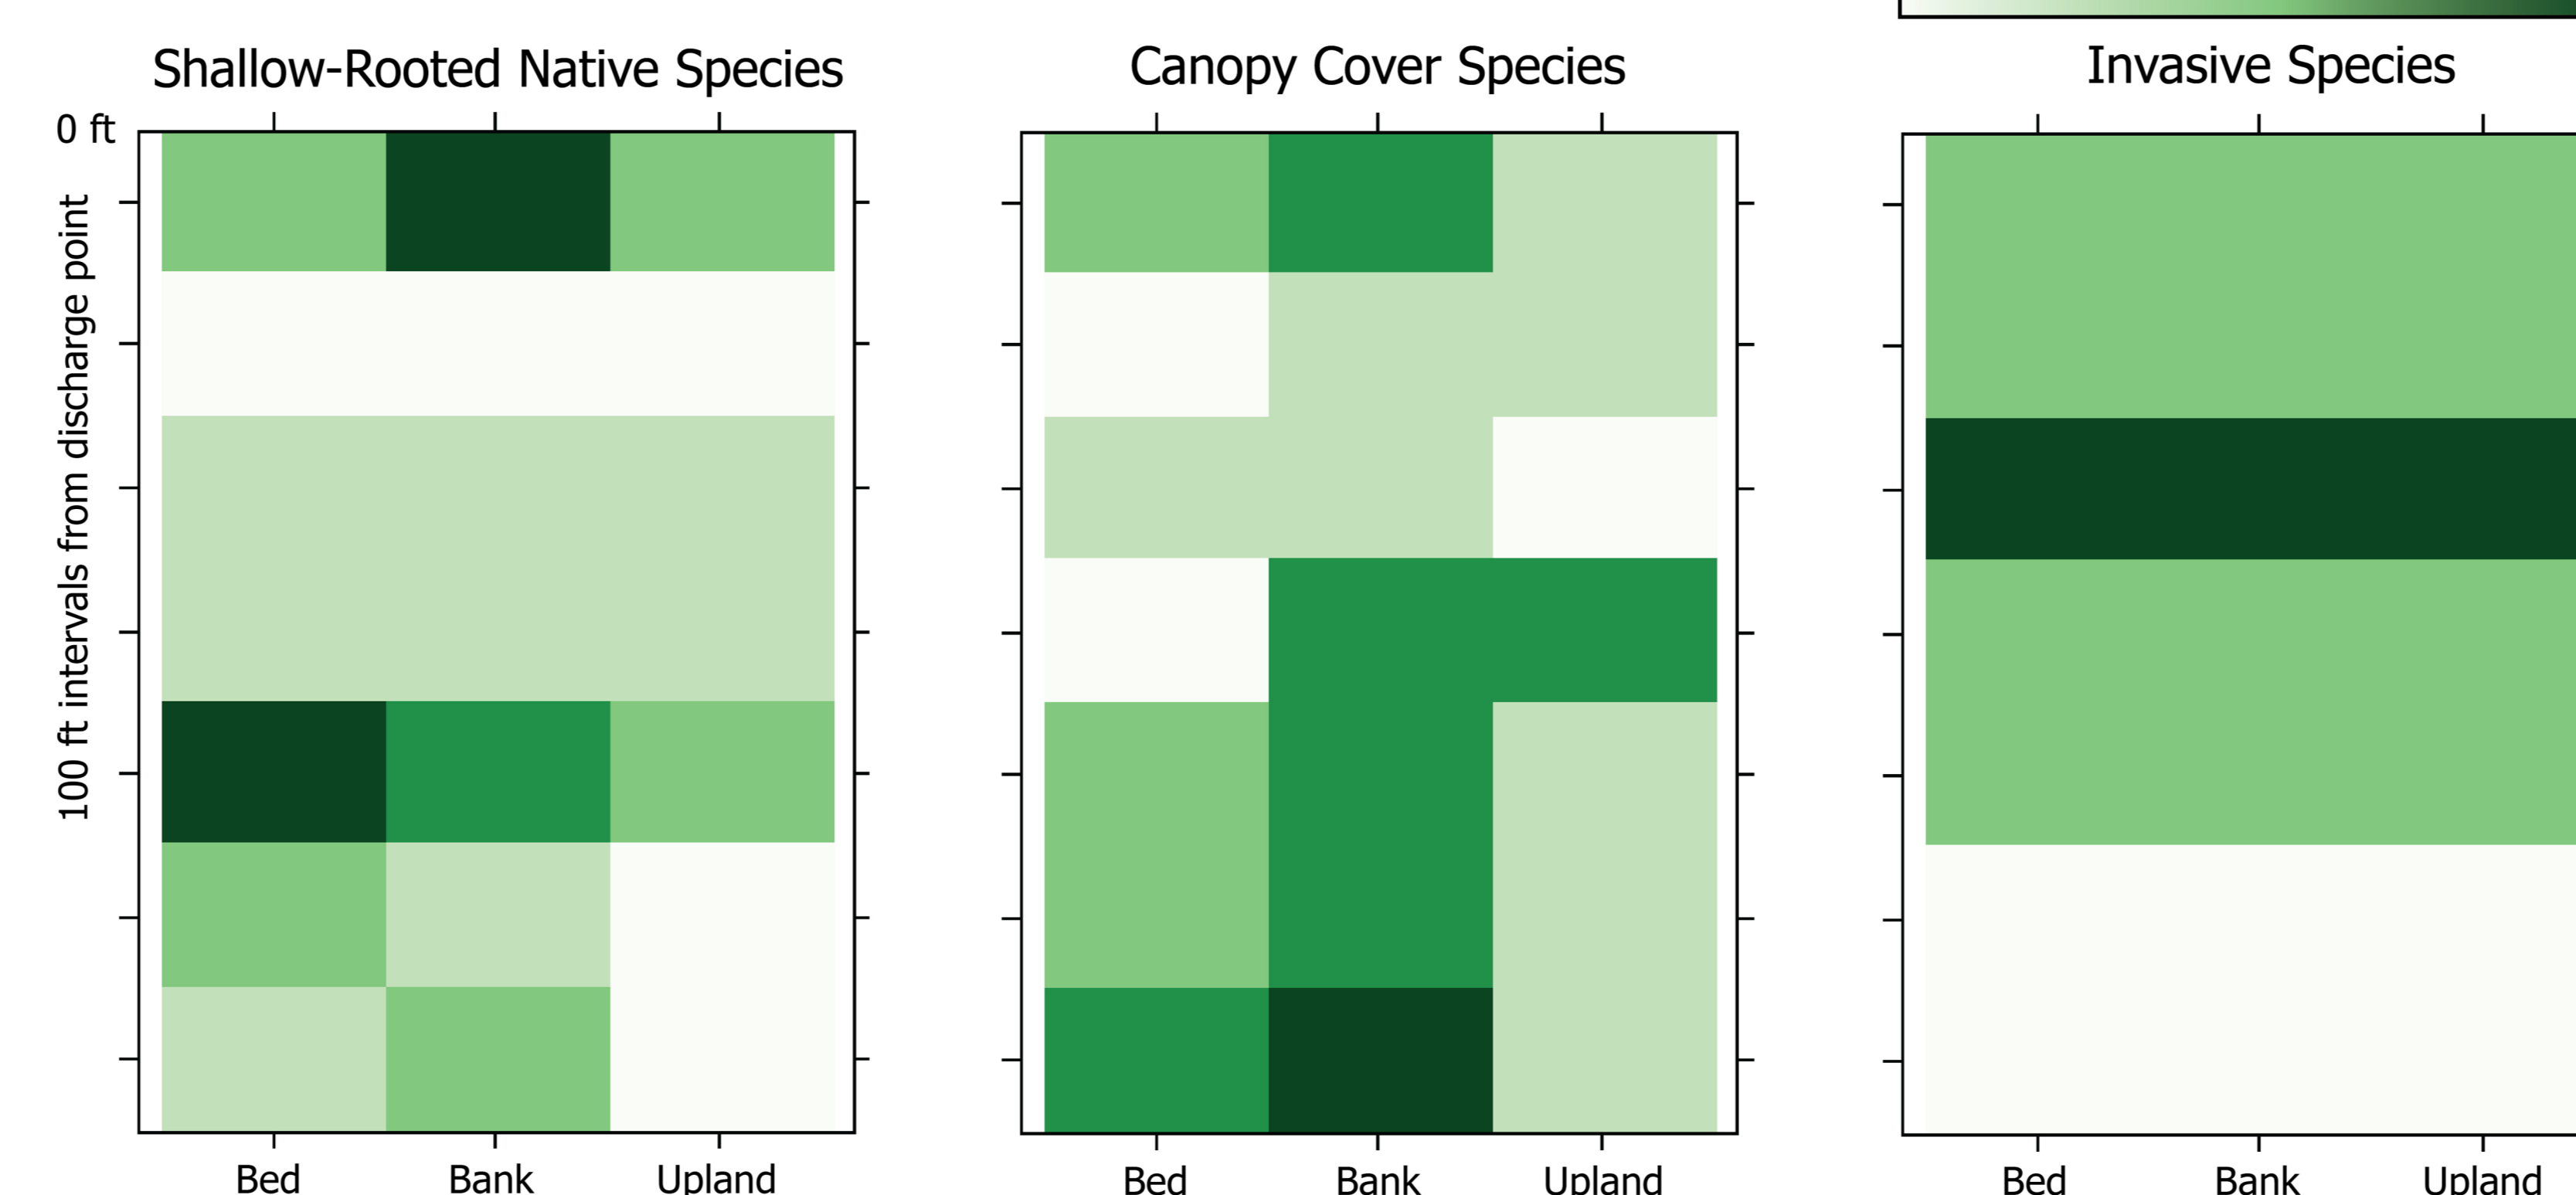 Shallow-Rooted Native Species
Canopy Cover Species
Invasive Species
0 ft
100 ft intervals from discharge point
Bed Bank Upland
Bed Bank Upland
Bed Bank Upland